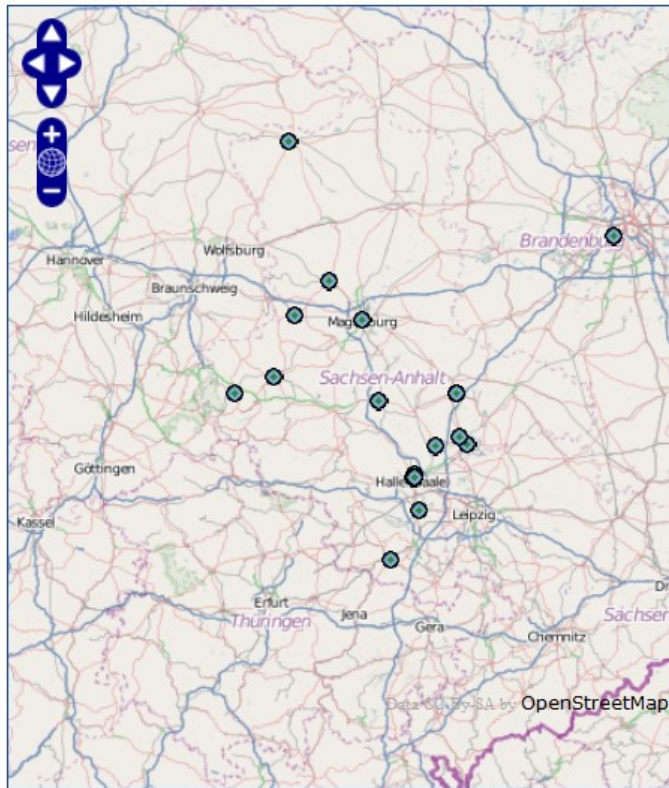 sen
Wolfsburg
Brandenburg
Hannover
Braunschweig
Hildesheim
Magdeburg
Sachsen-Anhalt
Göttingen
Halle (Saale)
Leipzig
Kassel
Erfurt
Jena
Thüringen
Gera
Chemnitz
Dr
Sachsen
Data CC-By-SA by OpenStreetMap